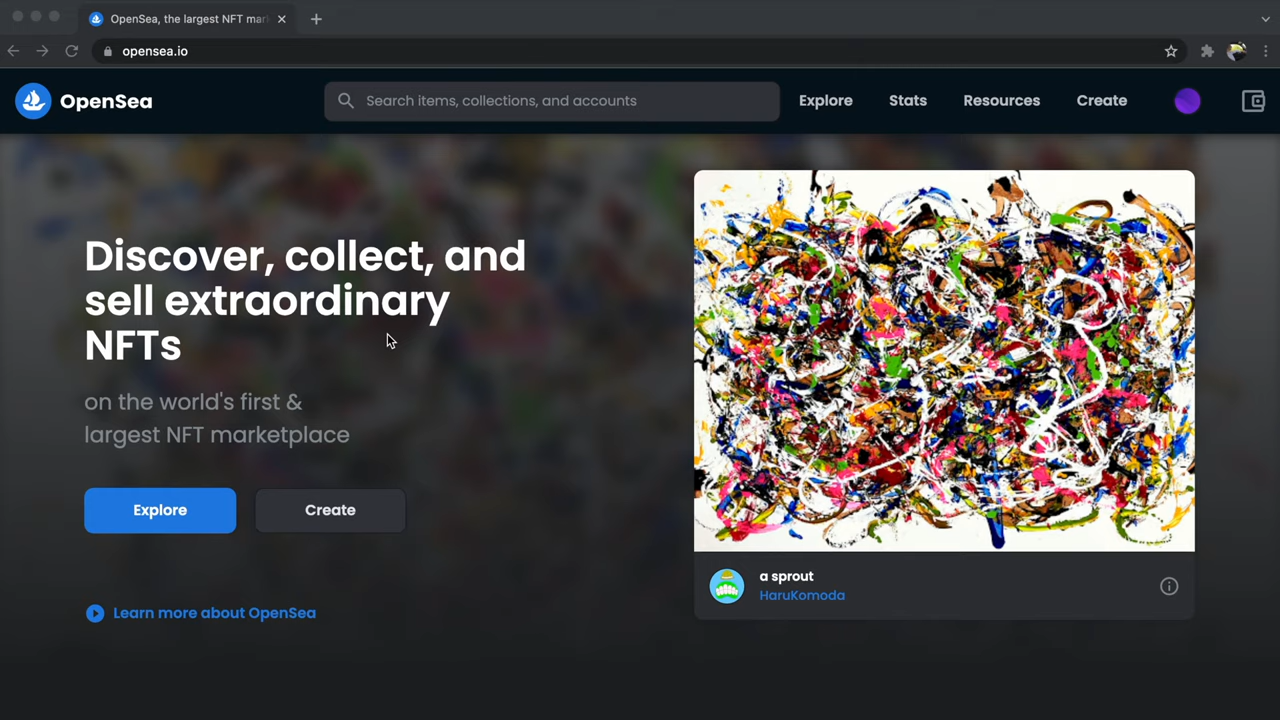 OpenSea, the largest NFT mar
opensea.io
OpenSea
Search items, collections, and accounts
Explore
Stats
Resources
Create
Discover, collect, and
sell extraordinary
NFTs
on the world's first &
largest NFT marketplace
Explore
Create
Learn more about OpenSea
a sprout
HaruKomoda